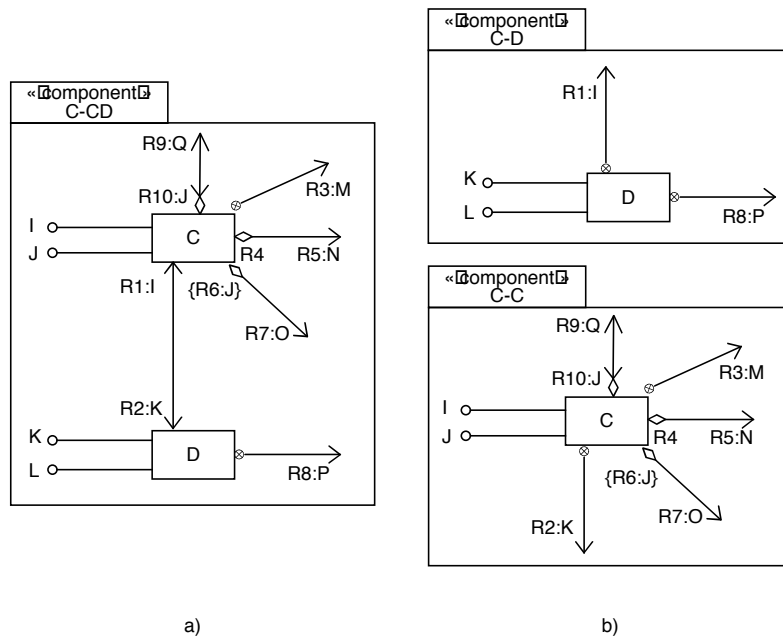 «component»
C-CD
R9:Q
R10:J
R3:M
I
J
C
R4
R5:N
R1:I
{R6:J}
R7:O
R2:K
K
L
D
R8:P
a)
«component»
C-D
R1:I
K
L
D
R8:P
«component»
C-C
R9:Q
R10:J
R3:M
I
J
C
R4
R5:N
{R6:J}
R7:O
R2:K
b)